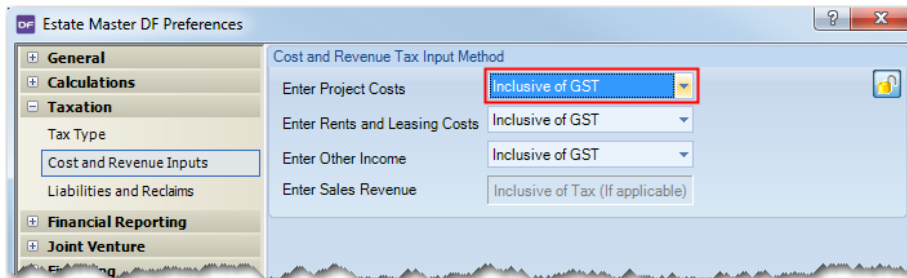 DF Estate Master DF Preferences
?
General
Calculations
Taxation
Tax Type
Cost and Revenue Inputs
Liabilities and Reclaims
Financial Reporting
Joint Venture
Cost and Revenue Tax Input Method
Enter Project Costs Inclusive of GST
Enter Rents and Leasing Costs Inclusive of GST
Enter Other Income Inclusive of GST
Enter Sales Revenue Inclusive of Tax (If applicable)